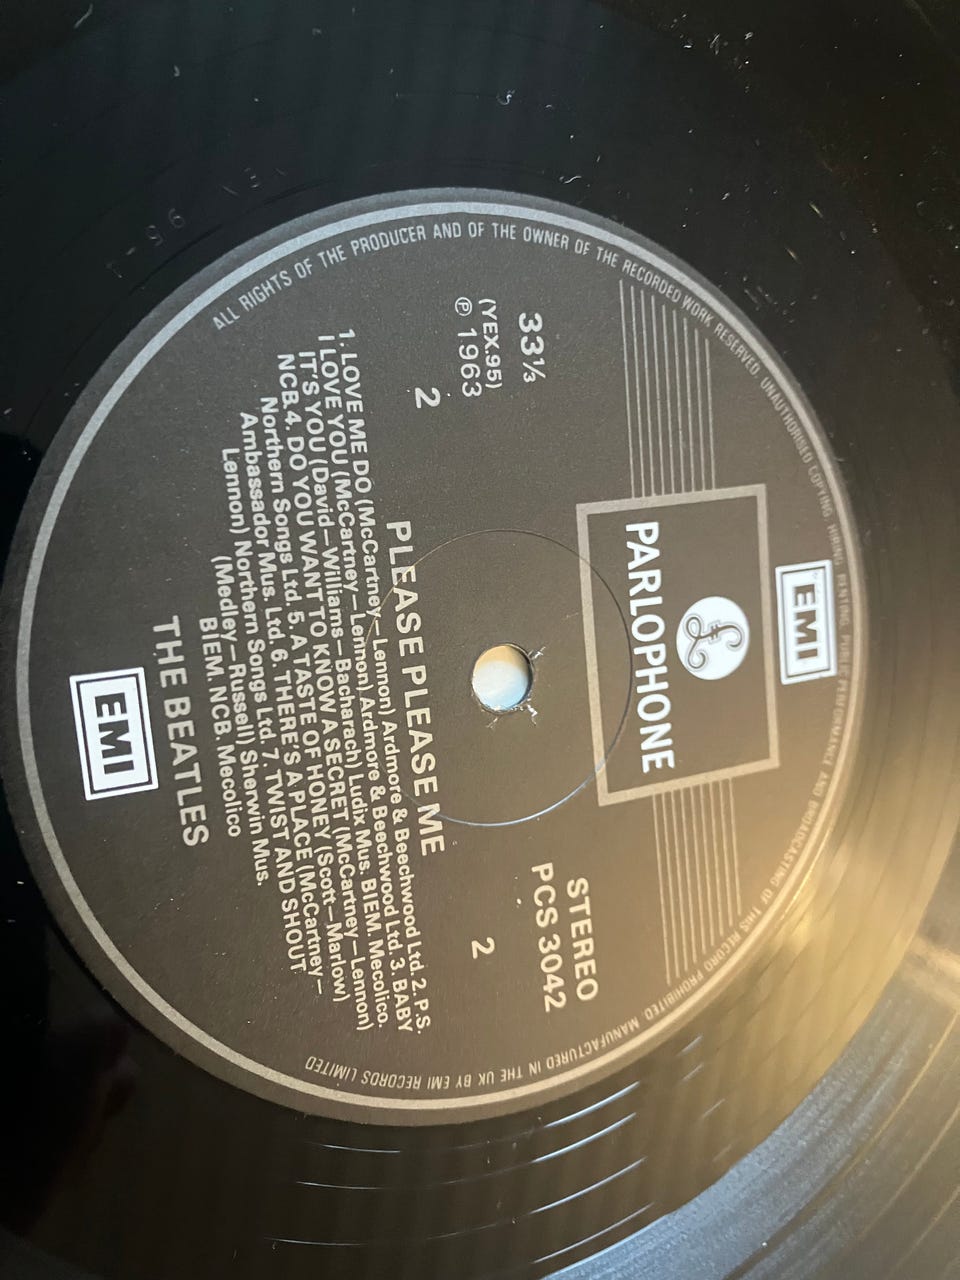 ALL RIGHTS OF THE PRODUCER AND OF THE OWNER OF THE RECORDED WORK RESERVED. UNAUTHORISED COPYING, HIRING, RENTING, PUBLIC PERFORMANCE AND BROADCASTING OF THIS RECORD PROHIBITED. MANUFACTURED IN THE UK BY EMI RECORDS LIMITED
EMI
£
PARLOPHONE
33⅓
(YEX.95)
℗ 1963
2
STEREO
PCS 3042
2
PLEASE PLEASE ME
1. LOVE ME DO (McCartney—Lennon) Ardmore & Beechwood Ltd. 2. P.S.
I LOVE YOU (McCartney—Lennon) Ardmore & Beechwood Ltd. 3. BABY
IT'S YOU (David—Williams—Bacharach) Ludix Mus. BIEM. Mecolico.
NCB. 4. DO YOU WANT TO KNOW A SECRET (McCartney—Lennon)
Northern Songs Ltd. 5. A TASTE OF HONEY (Scott—Marlow)
Ambassador Mus. Ltd. 6. THERE'S A PLACE (McCartney—
Lennon) Northern Songs Ltd. 7. TWIST AND SHOUT
(Medley—Russell) Sherwin Mus.
BIEM. NCB. Mecolico
THE BEATLES
EMI